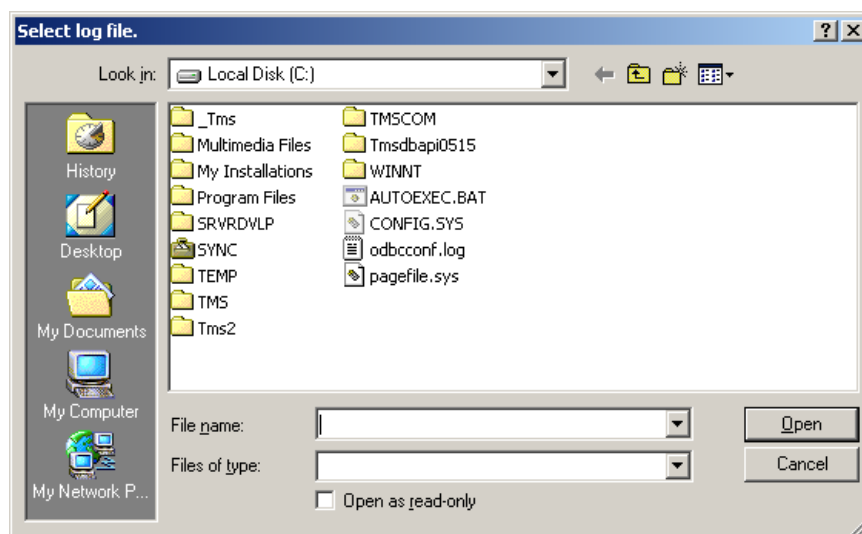 Select log file.
Look in:
Local Disk (C:)
History
Desktop
My Documents
My Computer
My Network P...
_Tms
Multimedia Files
My Installations
Program Files
SRVRDVLP
SYNC
TEMP
TMS
Tms2
TMSCOM
Tmsdbapi0515
WINNT
AUTOEXEC.BAT
CONFIG.SYS
odbcconf.log
pagefile.sys
File name:
Open
Files of type:
Cancel
Open as read-only